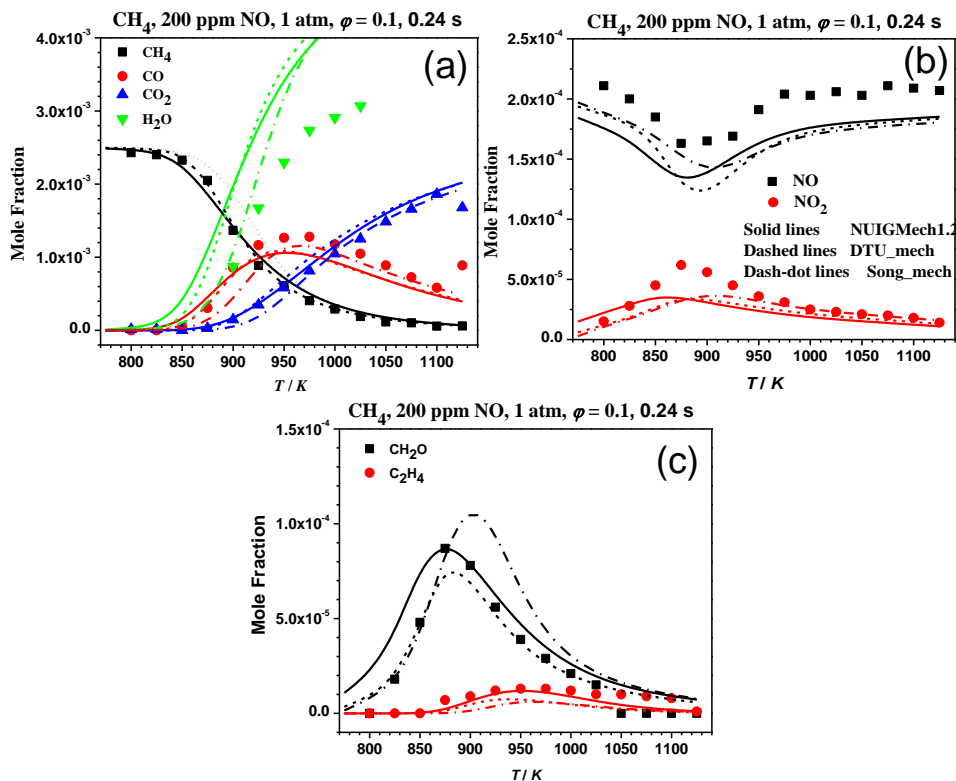 CH4, 200 ppm NO, 1 atm, φ = 0.1, 0.24 s
4.0x10-3
3.0x10-3
2.0x10-3
1.0x10-3
0.0
Mole Fraction
CH4
CO
CO2
H2O
(a)
800 850 900 950 1000 1050 1100
T / K
CH4, 200 ppm NO, 1 atm, φ = 0.1, 0.24 s
2.5x10-4
2.0x10-4
1.5x10-4
1.0x10-4
5.0x10-5
0.0
Mole Fraction
(b)
NO
NO2
Solid lines NUIGMech1.2
Dashed lines DTU_mech
Dash-dot lines Song_mech
800 850 900 950 1000 1050 1100
T / K
CH4, 200 ppm NO, 1 atm, φ = 0.1, 0.24 s
1.5x10-4
1.0x10-4
5.0x10-5
0.0
Mole Fraction
CH2O
C2H4
(c)
800 850 900 950 1000 1050 1100
T / K